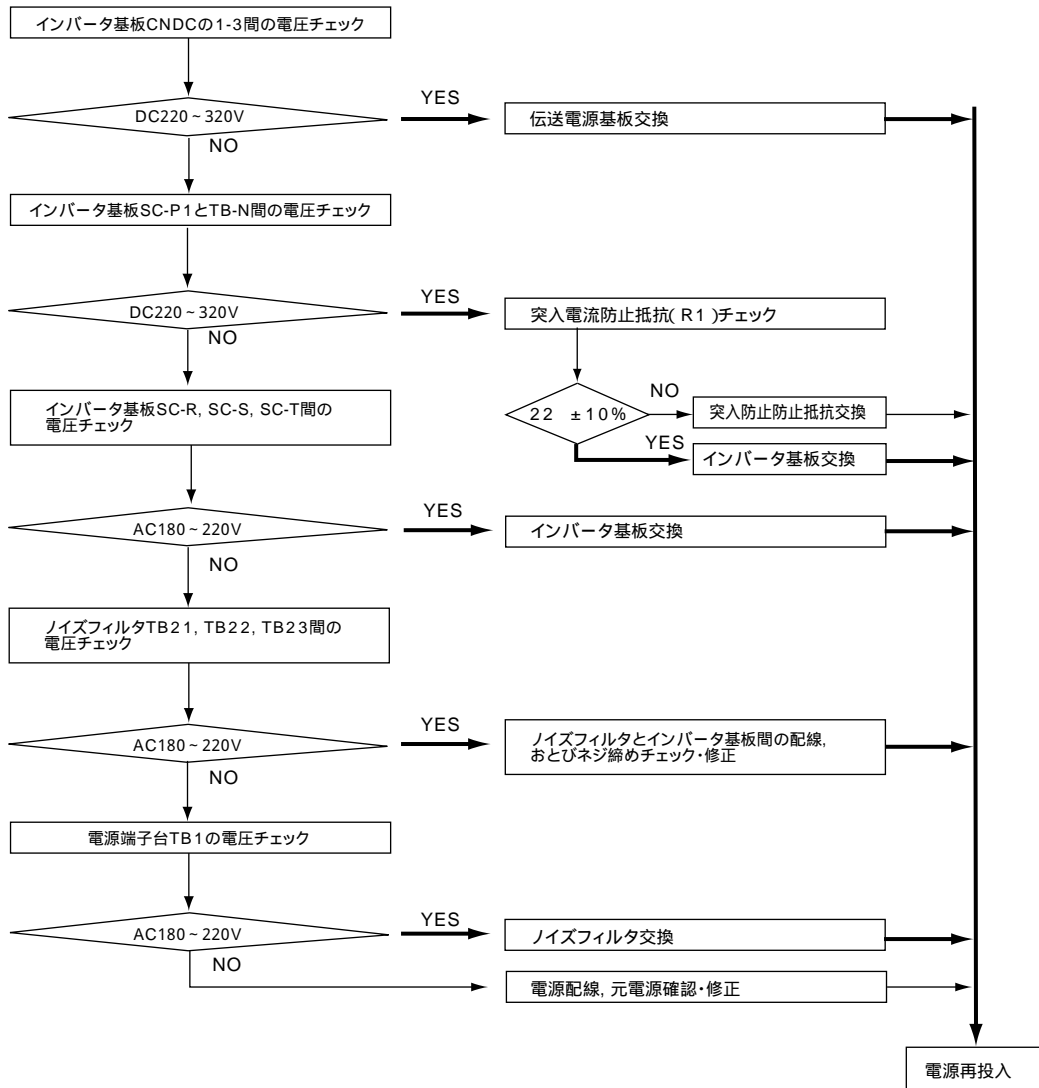 インバータ基板CNDCの1-3間の電圧チェック
DC220~320V
YES
伝送電源基板交換
NO
インバータ基板SC-P1とTB-N間の電圧チェック
DC220~320V
YES
突入電流防止抵抗(R1)チェック
NO
22 ±10%
NO
突入防止防止抵抗交換
YES
インバータ基板交換
インバータ基板SC-R, SC-S, SC-T間の
電圧チェック
AC180~220V
YES
インバータ基板交換
NO
ノイズフィルタTB21, TB22, TB23間の
電圧チェック
AC180~220V
YES
ノイズフィルタとインバータ基板間の配線,
おとびネジ締めチェック・修正
NO
電源端子台TB1の電圧チェック
AC180~220V
YES
ノイズフィルタ交換
NO
電源配線, 元電源確認・修正
電源再投入